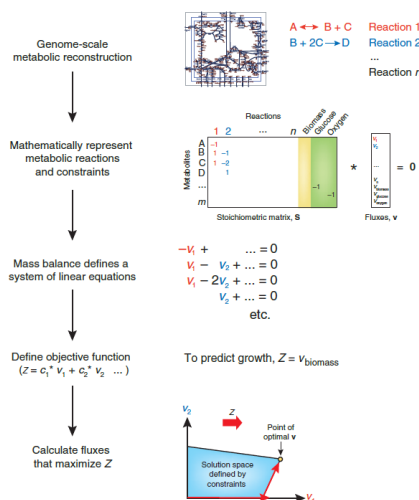 Genome-scale
metabolic reconstruction
A ↔ B + C Reaction 1
B + 2C → D Reaction 2
...
Reaction n
Mathematically represent
metabolic reactions
and constraints
Reactions
1 2 ... n Biomass Glucose Oxygen
Metabolites
A −1
B 1 −1
C 1 −2
D 1
... −1
m −1
* = 0
v1
v2
...
vn
vbiomass
vglucose
voxygen
Stoichiometric matrix, S
Fluxes, v
Mass balance defines a
system of linear equations
−v1 + ... = 0
v1 − v2 + ... = 0
v1 − 2v2 + ... = 0
v2 + ... = 0
etc.
Define objective function
(Z = c1* v1 + c2* v2 ... )
To predict growth, Z = vbiomass
Calculate fluxes
that maximize Z
v2
Z
Point of
optimal v
Solution space
defined by
constraints